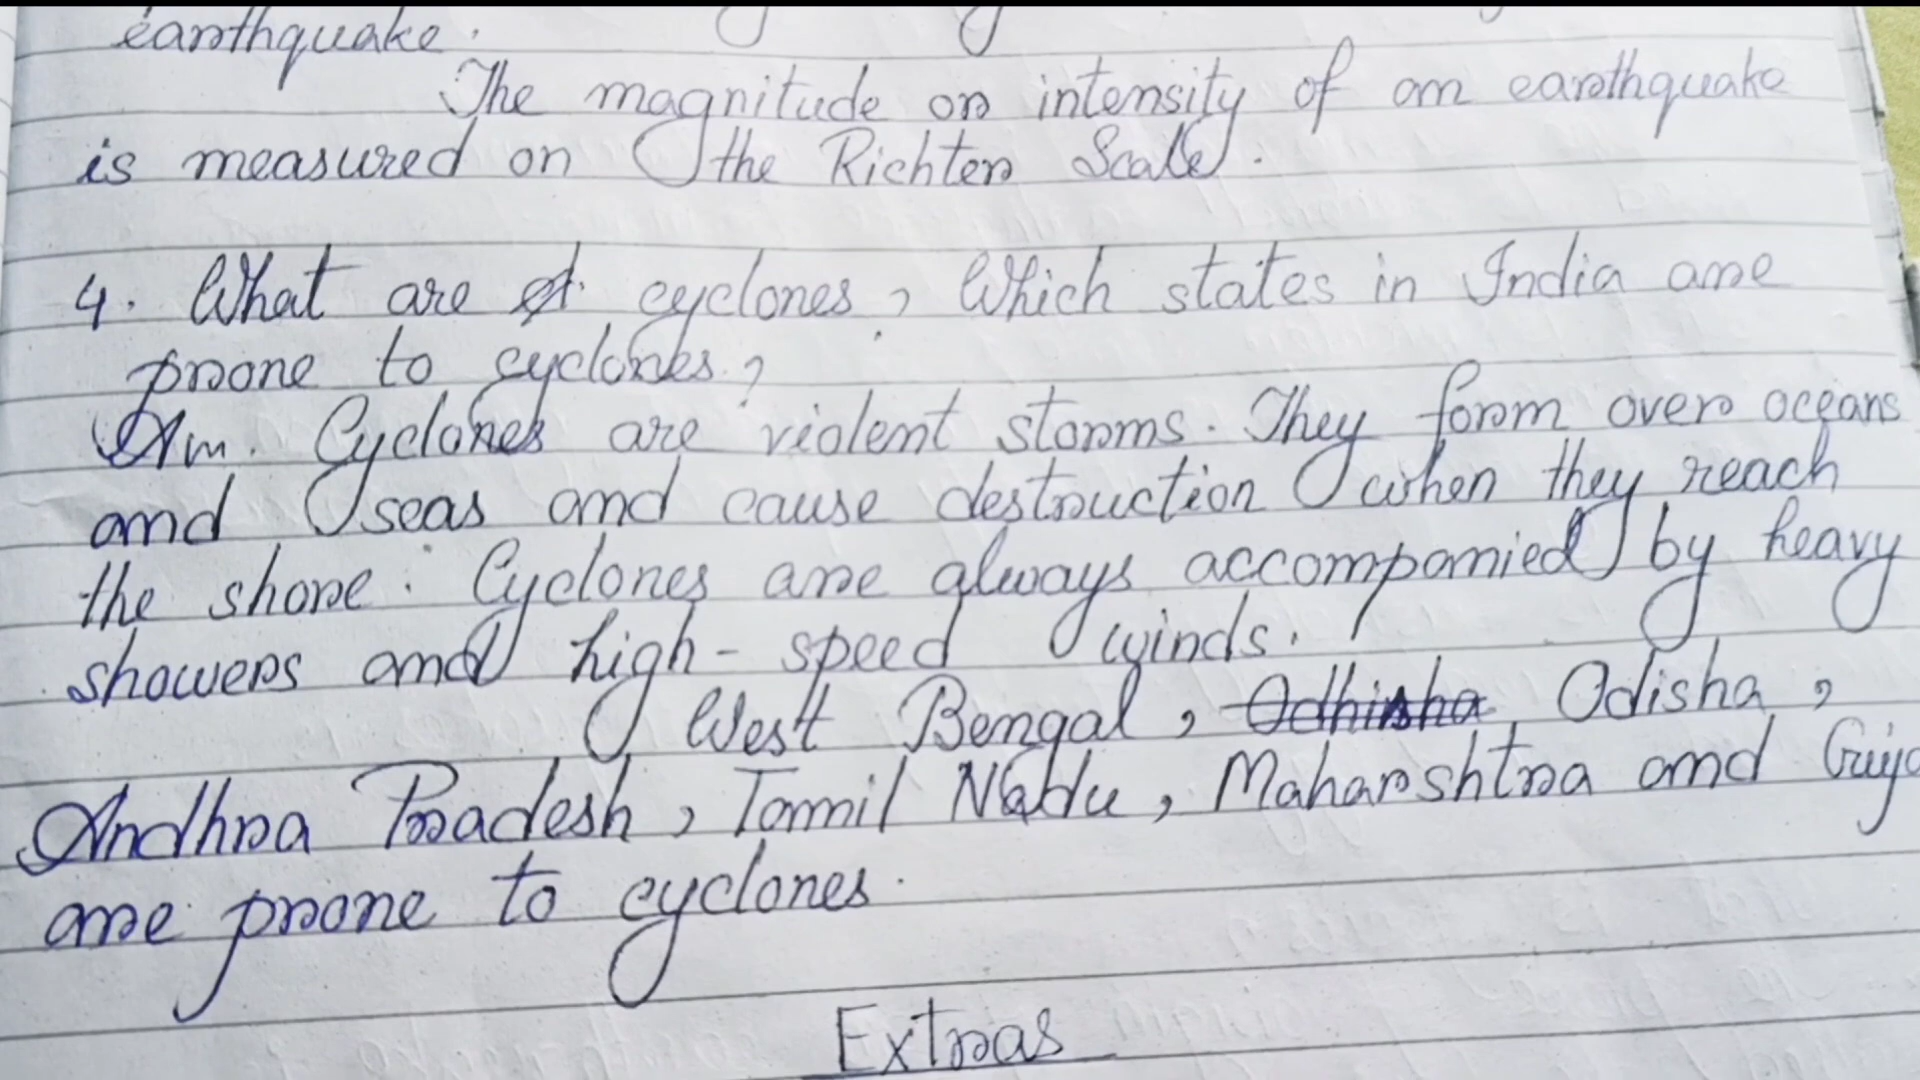 earthquake.
The magnitude or intensity of an earthquake
is measured on the Richter Scale.
4. What are cyclones, Which states in India are
prone to cyclones?
Cyclones are violent storms. They form over oceans
and seas and cause destruction when they reach
the shore. Cyclones are always accompanied by heavy
showers and high-speed winds.
West Bengal, Odhisha Odisha,
Andhra Pradesh, Tamil Nadu, Maharshtra and Guja
are prone to cyclones.
Extras